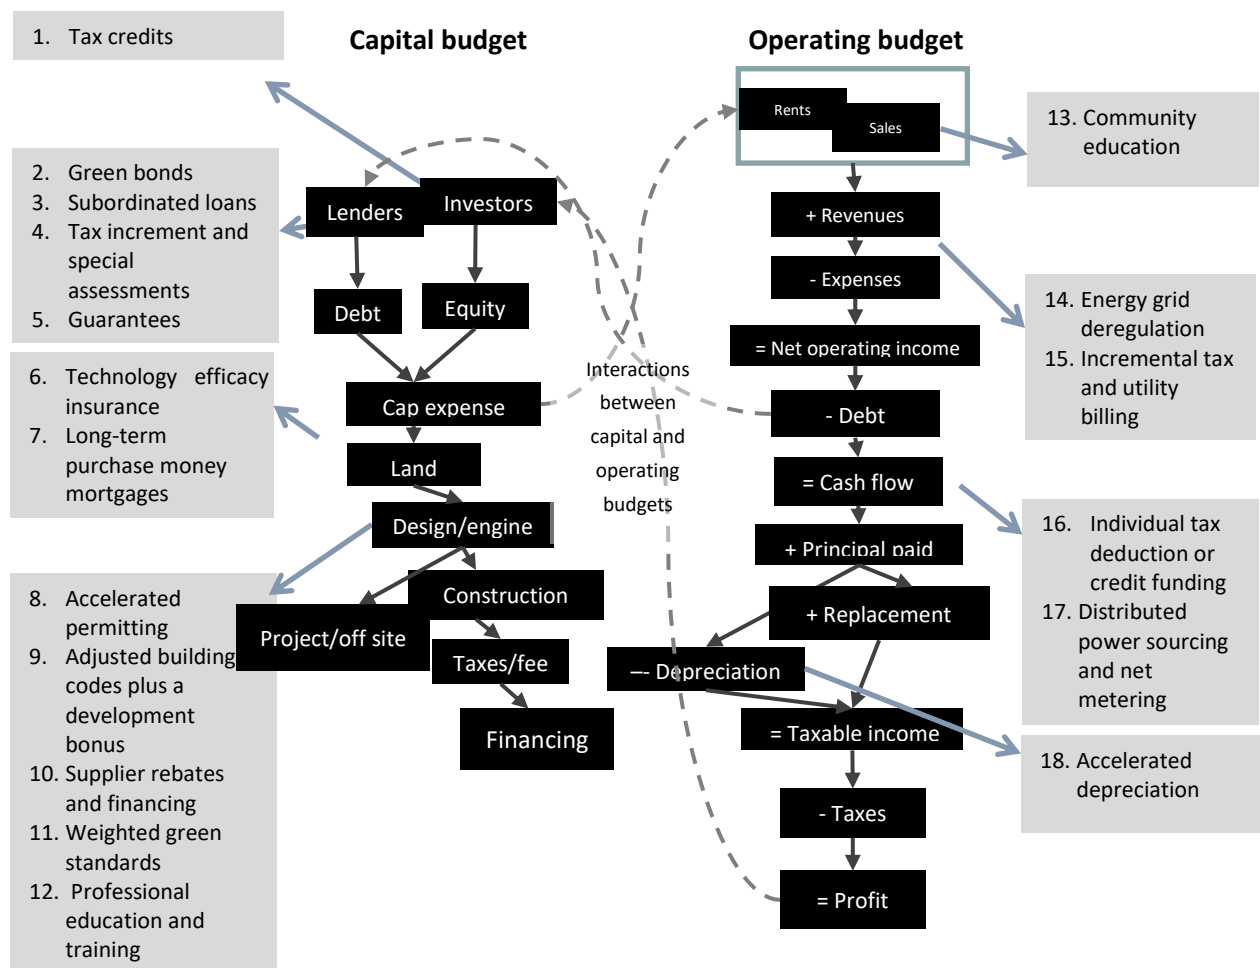 1. Tax credits
Capital budget
Operating budget
2. Green bonds
3. Subordinated loans
4. Tax increment and
special
assessments
5. Guarantees
6. Technology efficacy
insurance
7. Long-term
purchase money
mortgages
8. Accelerated
permitting
9. Adjusted building
codes plus a
development
bonus
10. Supplier rebates
and financing
11. Weighted green
standards
12. Professional
education and
training
Lenders
Investors
Debt
Equity
Cap expense
Land
Design/engine
Construction
Project/off site
Taxes/fee
Financing
Interactions
between
capital and
operating
budgets
Rents
Sales
+ Revenues
- Expenses
= Net operating income
- Debt
= Cash flow
+ Principal paid
+ Replacement
–- Depreciation
= Taxable income
- Taxes
= Profit
13. Community
education
14. Energy grid
deregulation
15. Incremental tax
and utility
billing
16. Individual tax
deduction or
credit funding
17. Distributed
power sourcing
and net
metering
18. Accelerated
depreciation